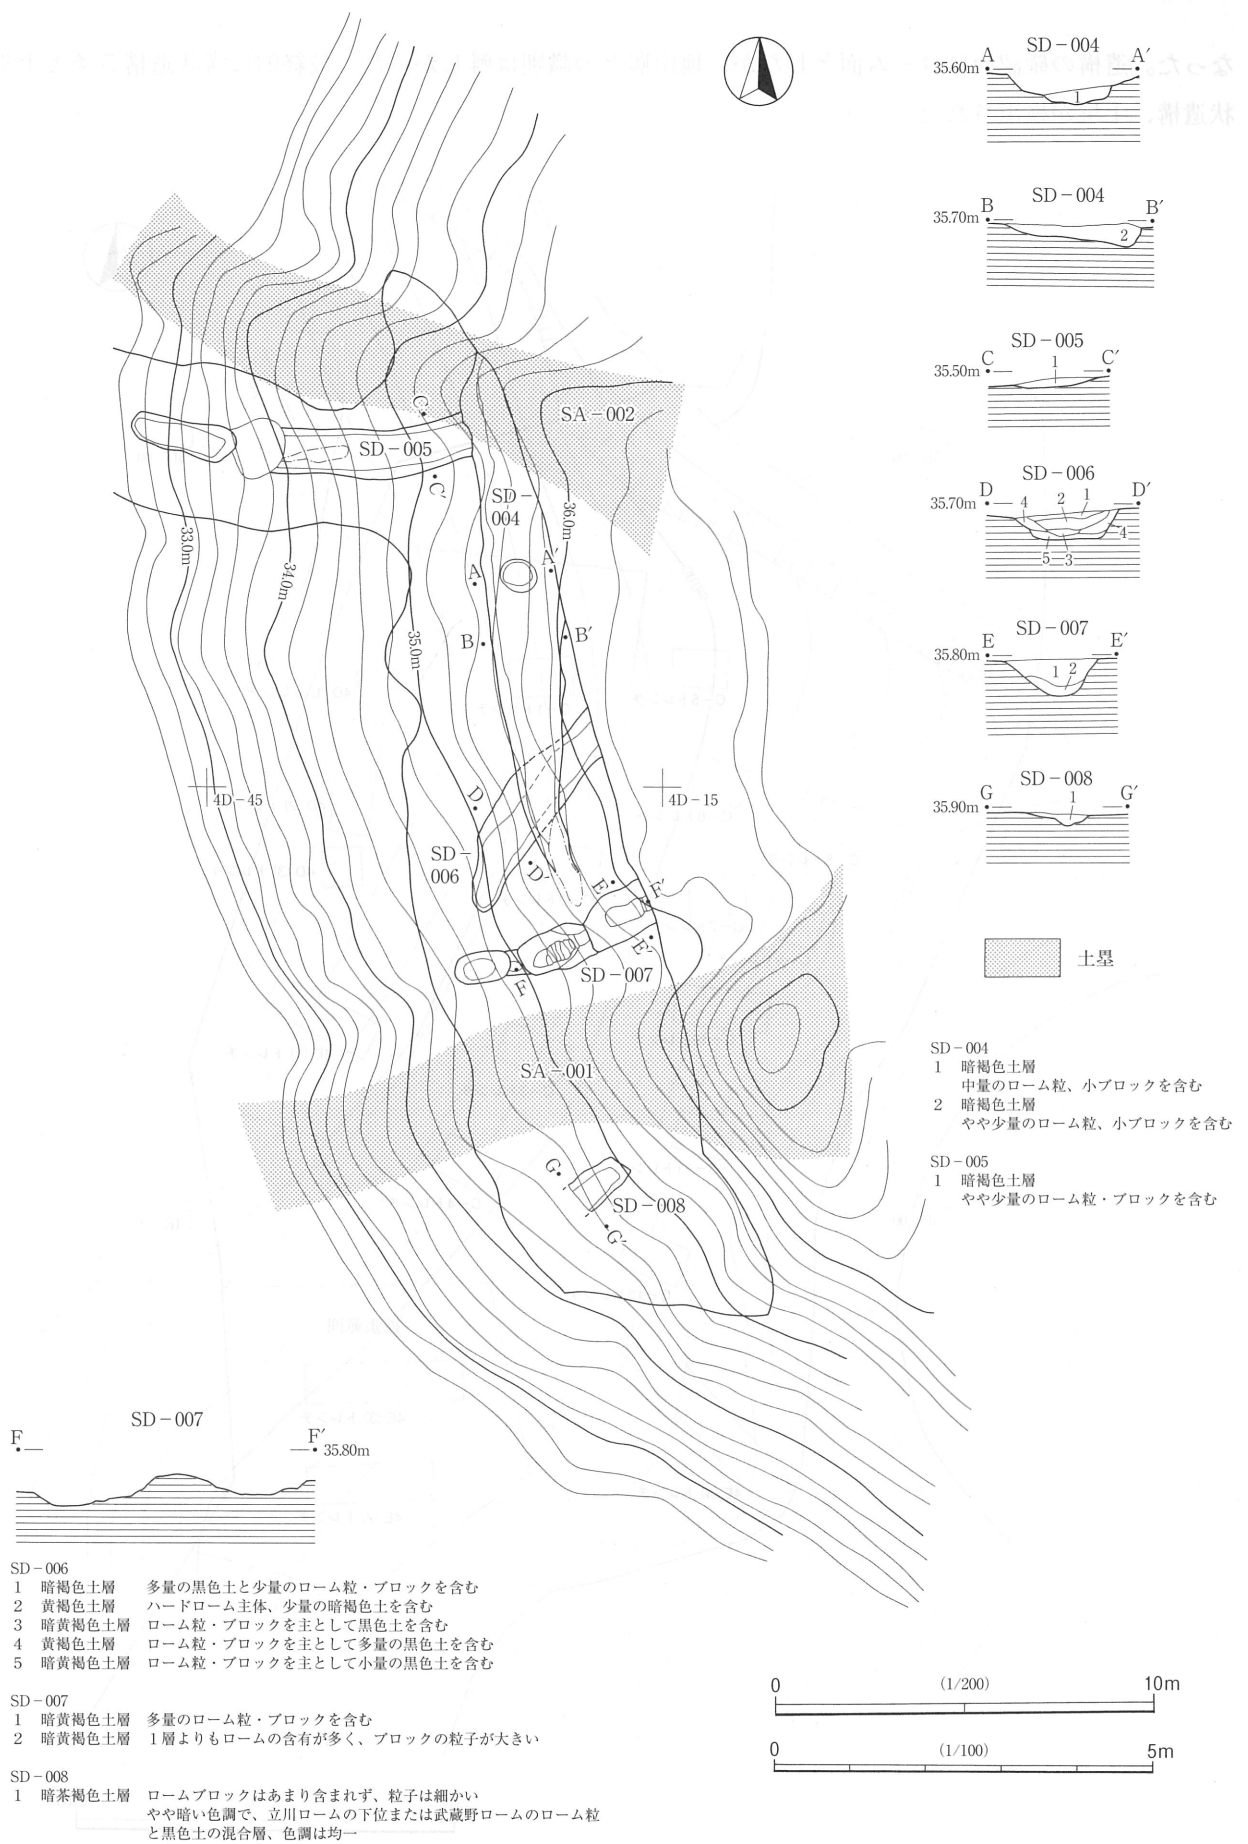 SD-004
A
A′
35.60m
1
SD-004
B
B′
35.70m
2
SD-005
C
C′
35.50m
1
SD-006
D
D′
35.70m
4
2
1
4
5
3
SD-007
E
E′
35.80m
1
2
SD-008
G
G′
35.90m
1
SA-002
C
SD-005
C′
SD-
004
36.0m
33.0m
34.0m
A
A′
B
B′
35.0m
4D-45
4D-15
D
SD-
006
D′
E
F′
E′
F
SD-007
SA-001
G
SD-008
G′
土塁
SD-004
1 暗褐色土層
中量のローム粒、小ブロックを含む
2 暗褐色土層
やや少量のローム粒、小ブロックを含む
SD-005
1 暗褐色土層
やや少量のローム粒・ブロックを含む
SD-007
F
F′
35.80m
SD-006
1 暗褐色土層 多量の黒色土と少量のローム粒・ブロックを含む
2 黄褐色土層 ハードローム主体、少量の暗褐色土を含む
3 暗黄褐色土層 ローム粒・ブロックを主として黒色土を含む
4 黄褐色土層 ローム粒・ブロックを主として多量の黒色土を含む
5 暗黄褐色土層 ローム粒・ブロックを主として小量の黒色土を含む
SD-007
1 暗黄褐色土層 多量のローム粒・ブロックを含む
2 暗黄褐色土層 1層よりもロームの含有が多く、ブロックの粒子が大きい
SD-008
1 暗茶褐色土層 ロームブロックはあまり含まれず、粒子は細かい
やや暗い色調で、立川ロームの下位または武蔵野ロームのローム粒
と黒色土の混合層、色調は均一
0 (1/200) 10m
0 (1/100) 5m